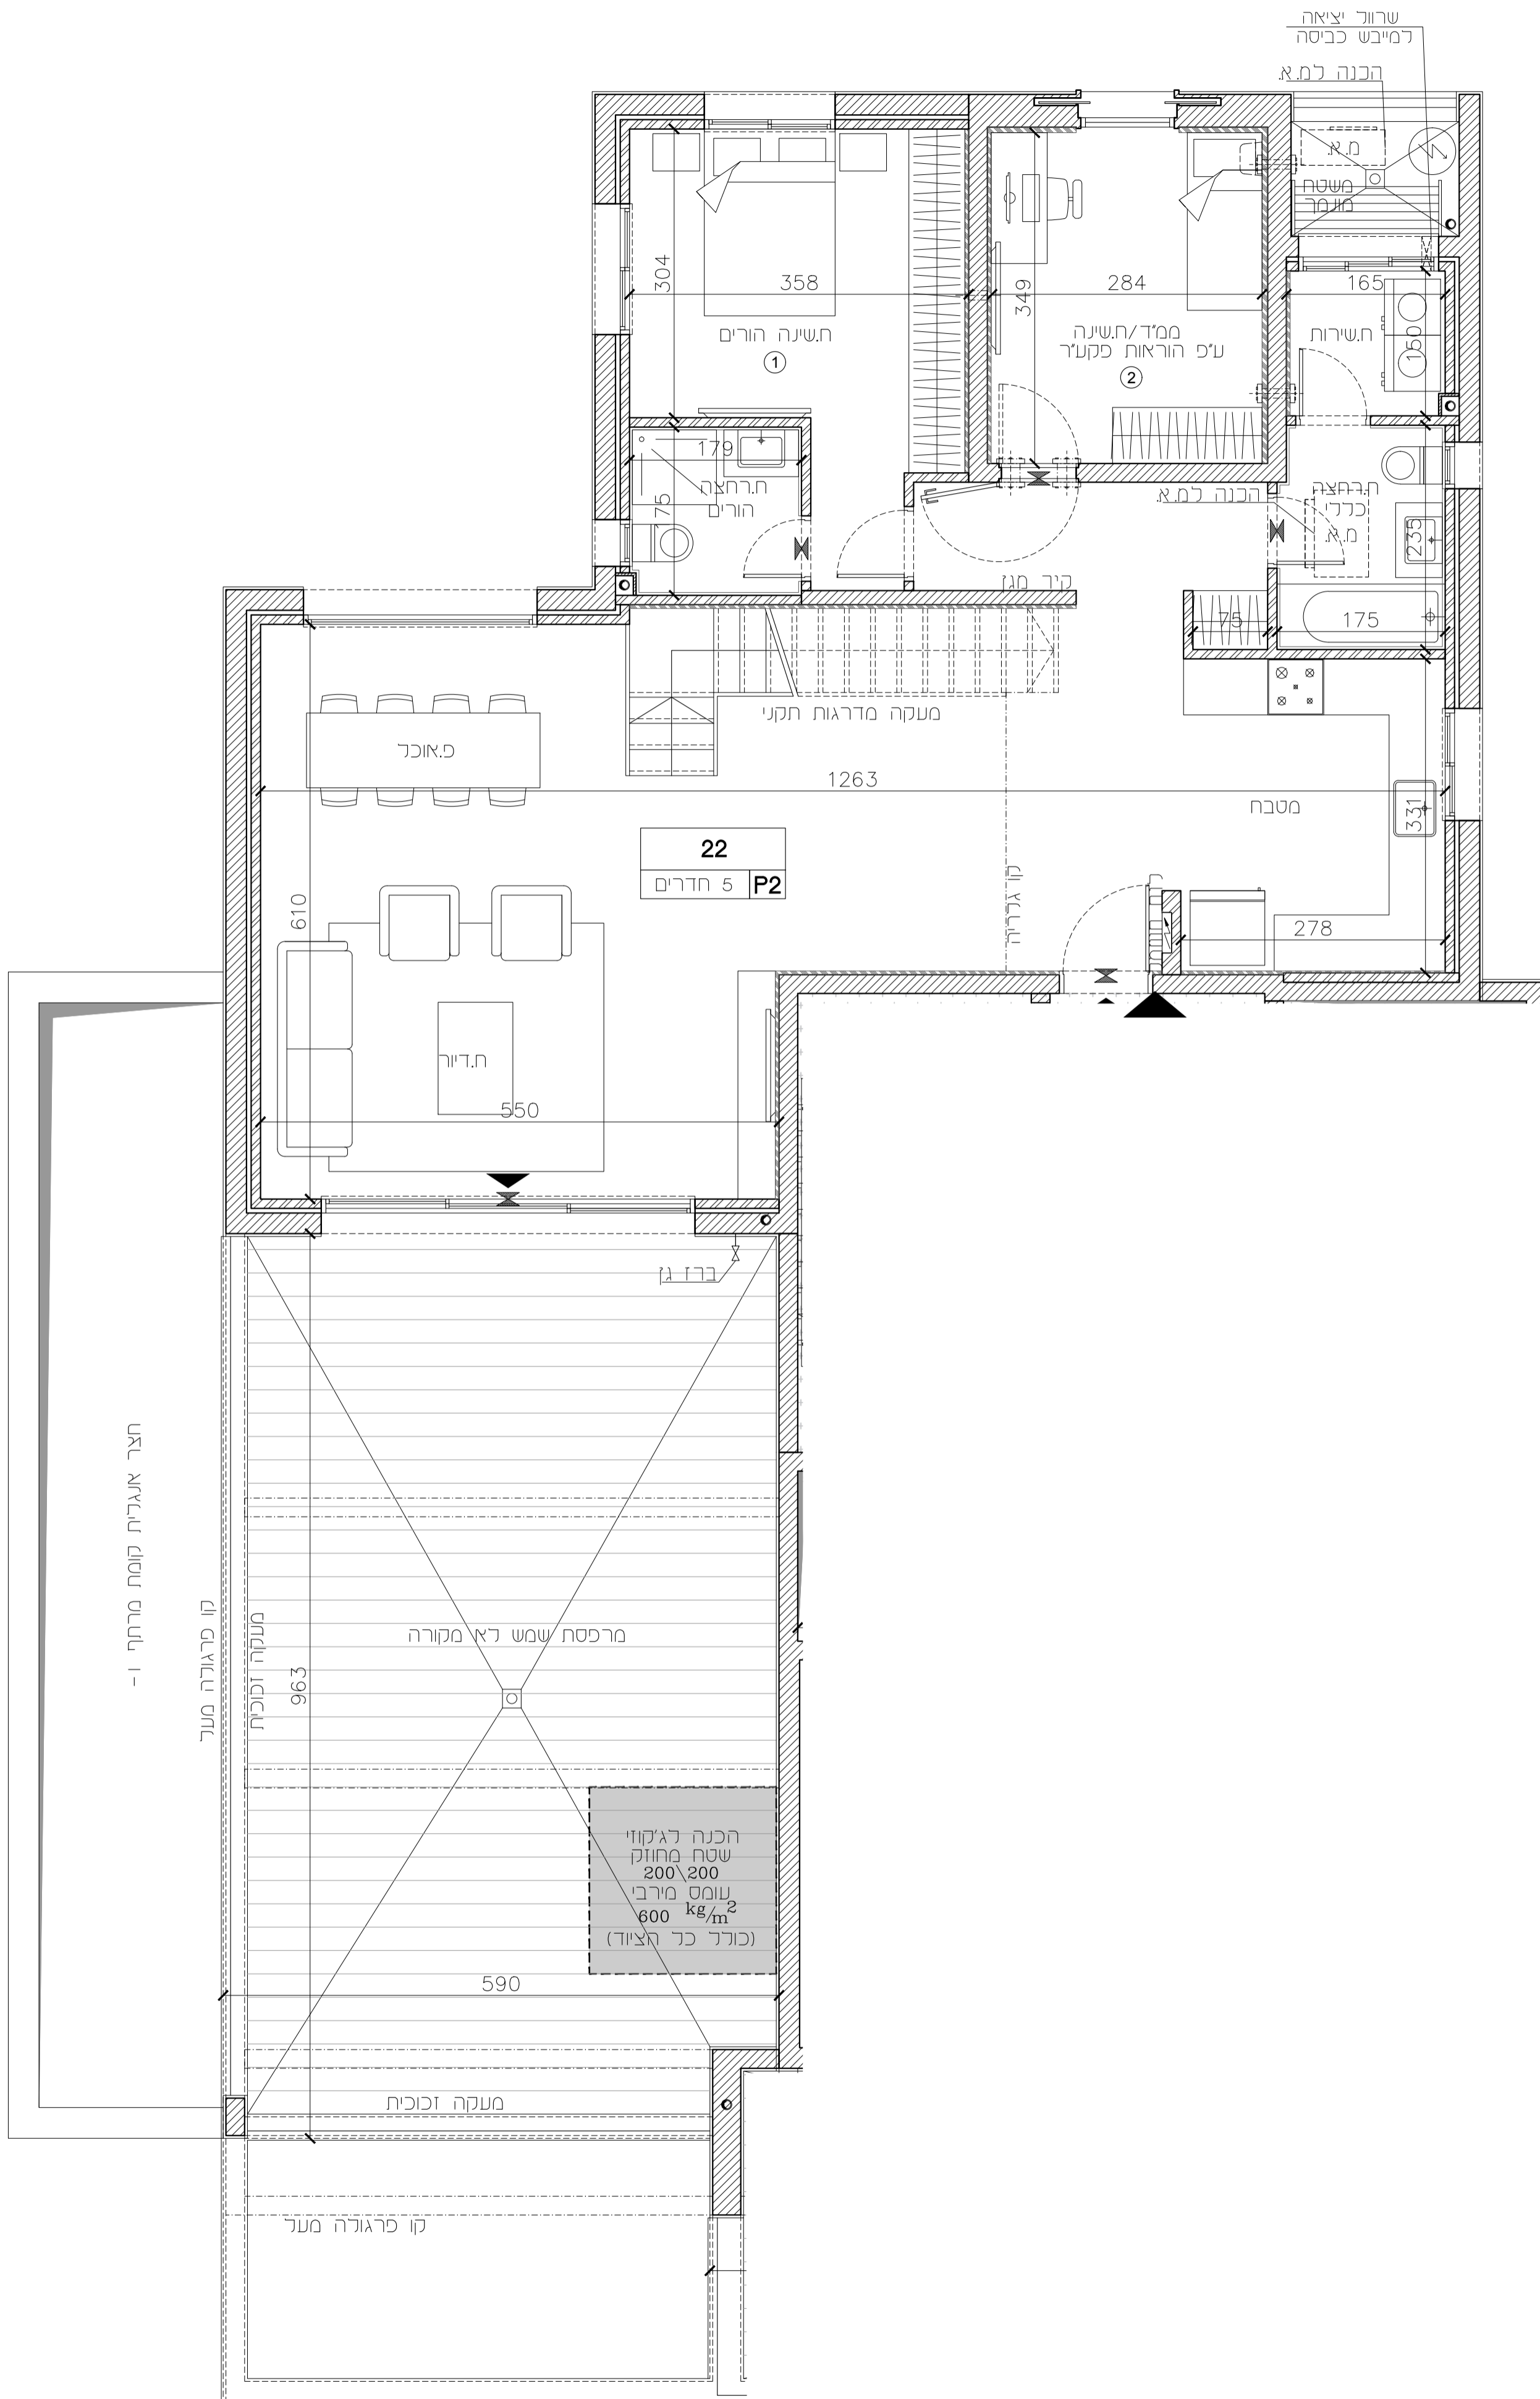 שרוול יציאה
למייבש כביסה
הכנה למ.א.
מ.א.
משטח
מונמך
304
358
349
284
165
ח.שינה הורים
1
ממ"ד/ח.שינה
ע"פ הוראות פקע"ר
2
ח.שירות
160
179
ח.רחצה
הורים
175
הכנה למ.א.
ח.רחצה
כללי
מ.א.
235
קיר מגן
75
175
מעקה מדרגות תקני
פ.אוכל
1263
מטבח
331
22
5 חדרים
P2
קו גלריה
610
278
ח.דיור
550
ברז גן
חצר אנגלית קומת מרתף 1-
קו פרגולה מעל
מעקה זכוכית
963
מרפסת שמש לא מקורה
הכנה לג'קוזי
שטח מחוזק
200\200
עומס מירבי
600 kg/m²
(כולל כל הציוד)
590
מעקה זכוכית
קו פרגולה מעל